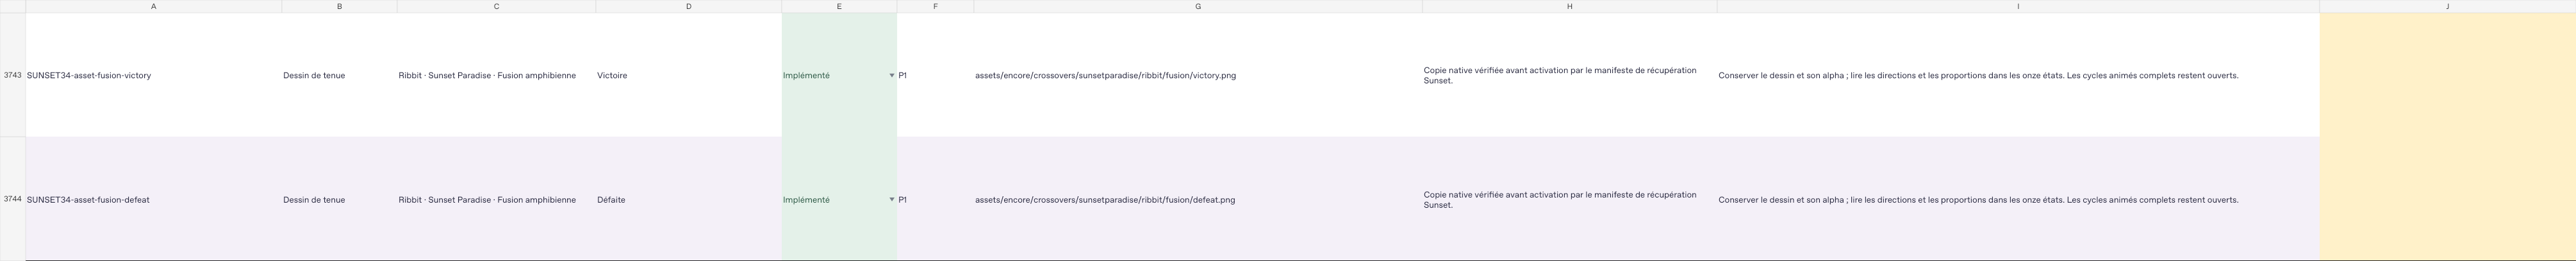 A B C D E F G H I J
3743 SUNSET34-asset-fusion-victory Dessin de tenue Ribbit · Sunset Paradise · Fusion amphibienne Victoire Implémenté P1 assets/encore/crossovers/sunsetparadise/ribbit/fusion/victory.png Copie native vérifiée avant activation par le manifeste de récupération
Sunset. Conserver le dessin et son alpha ; lire les directions et les proportions dans les onze états. Les cycles animés complets restent ouverts.
3744 SUNSET34-asset-fusion-defeat Dessin de tenue Ribbit · Sunset Paradise · Fusion amphibienne Défaite Implémenté P1 assets/encore/crossovers/sunsetparadise/ribbit/fusion/defeat.png Copie native vérifiée avant activation par le manifeste de récupération
Sunset. Conserver le dessin et son alpha ; lire les directions et les proportions dans les onze états. Les cycles animés complets restent ouverts.